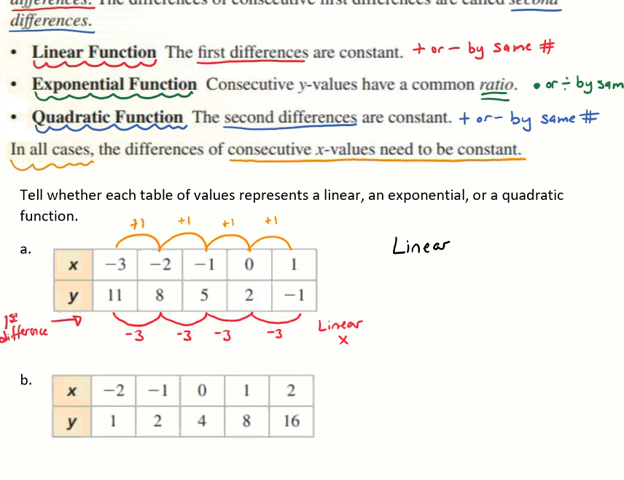 differences. The differences of consecutive first differences are called second
differences.
• Linear Function The first differences are constant. + or - by same #
• Exponential Function Consecutive y-values have a common ratio. • or ÷ by sam
• Quadratic Function The second differences are constant. + or - by same #
In all cases, the differences of consecutive x-values need to be constant.
Tell whether each table of values represents a linear, an exponential, or a quadratic
function.
+1 +1 +1 +1
a. Linear
x −3 −2 −1 0 1
y 11 8 5 2 −1
1st difference → -3 -3 -3 -3 Linear x
b.
x −2 −1 0 1 2
y 1 2 4 8 16